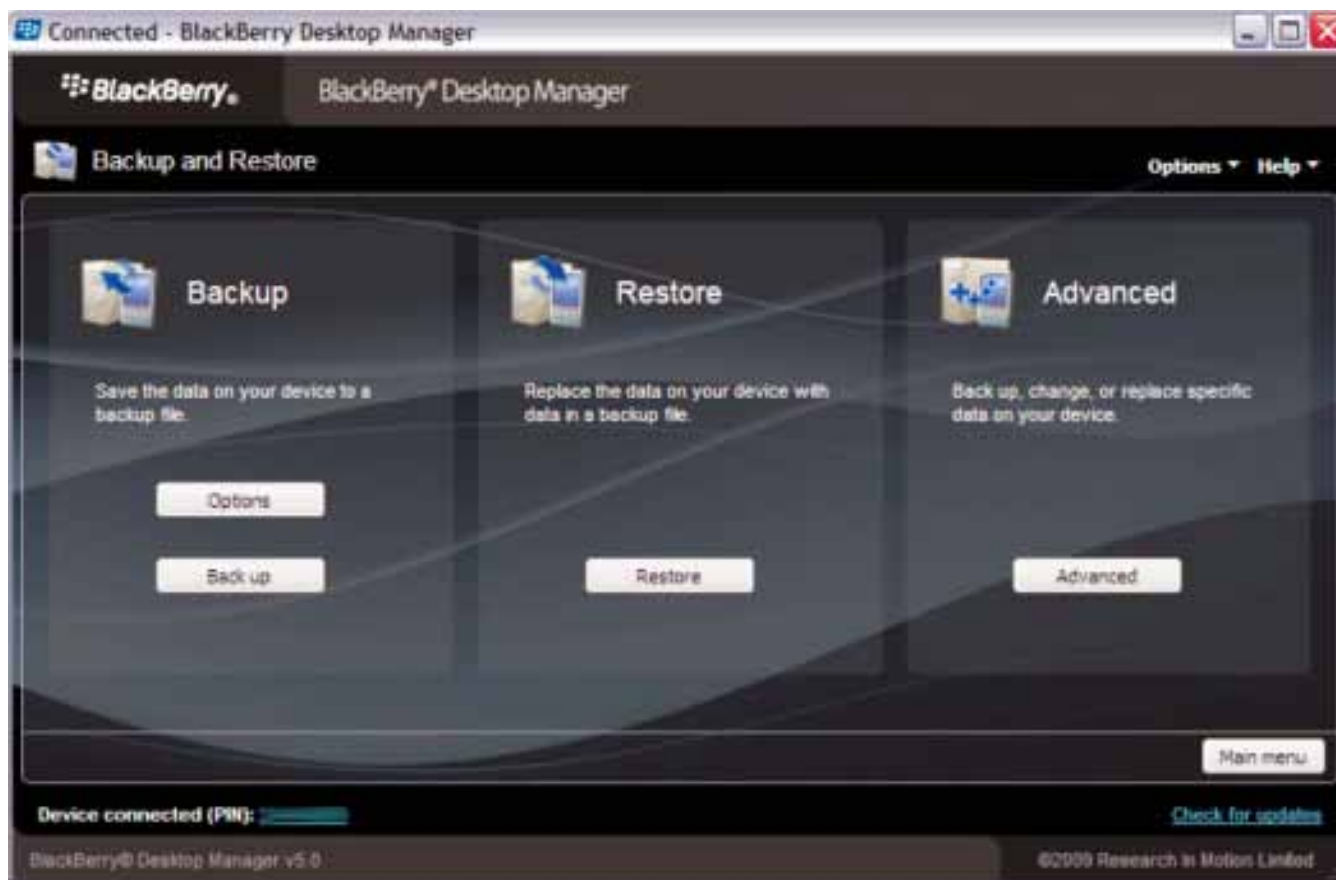 Connected - BlackBerry Desktop Manager
BlackBerry®
BlackBerry® Desktop Manager
Backup and Restore
Options Help
Backup
Save the data on your device to a
backup file.
Options
Back up
Restore
Replace the data on your device with
data in a backup file.
Restore
Advanced
Back up, change, or replace specific
data on your device.
Advanced
Main menu
Device connected (PIN):
Check for updates
BlackBerry® Desktop Manager v5.0
©2009 Research In Motion Limited